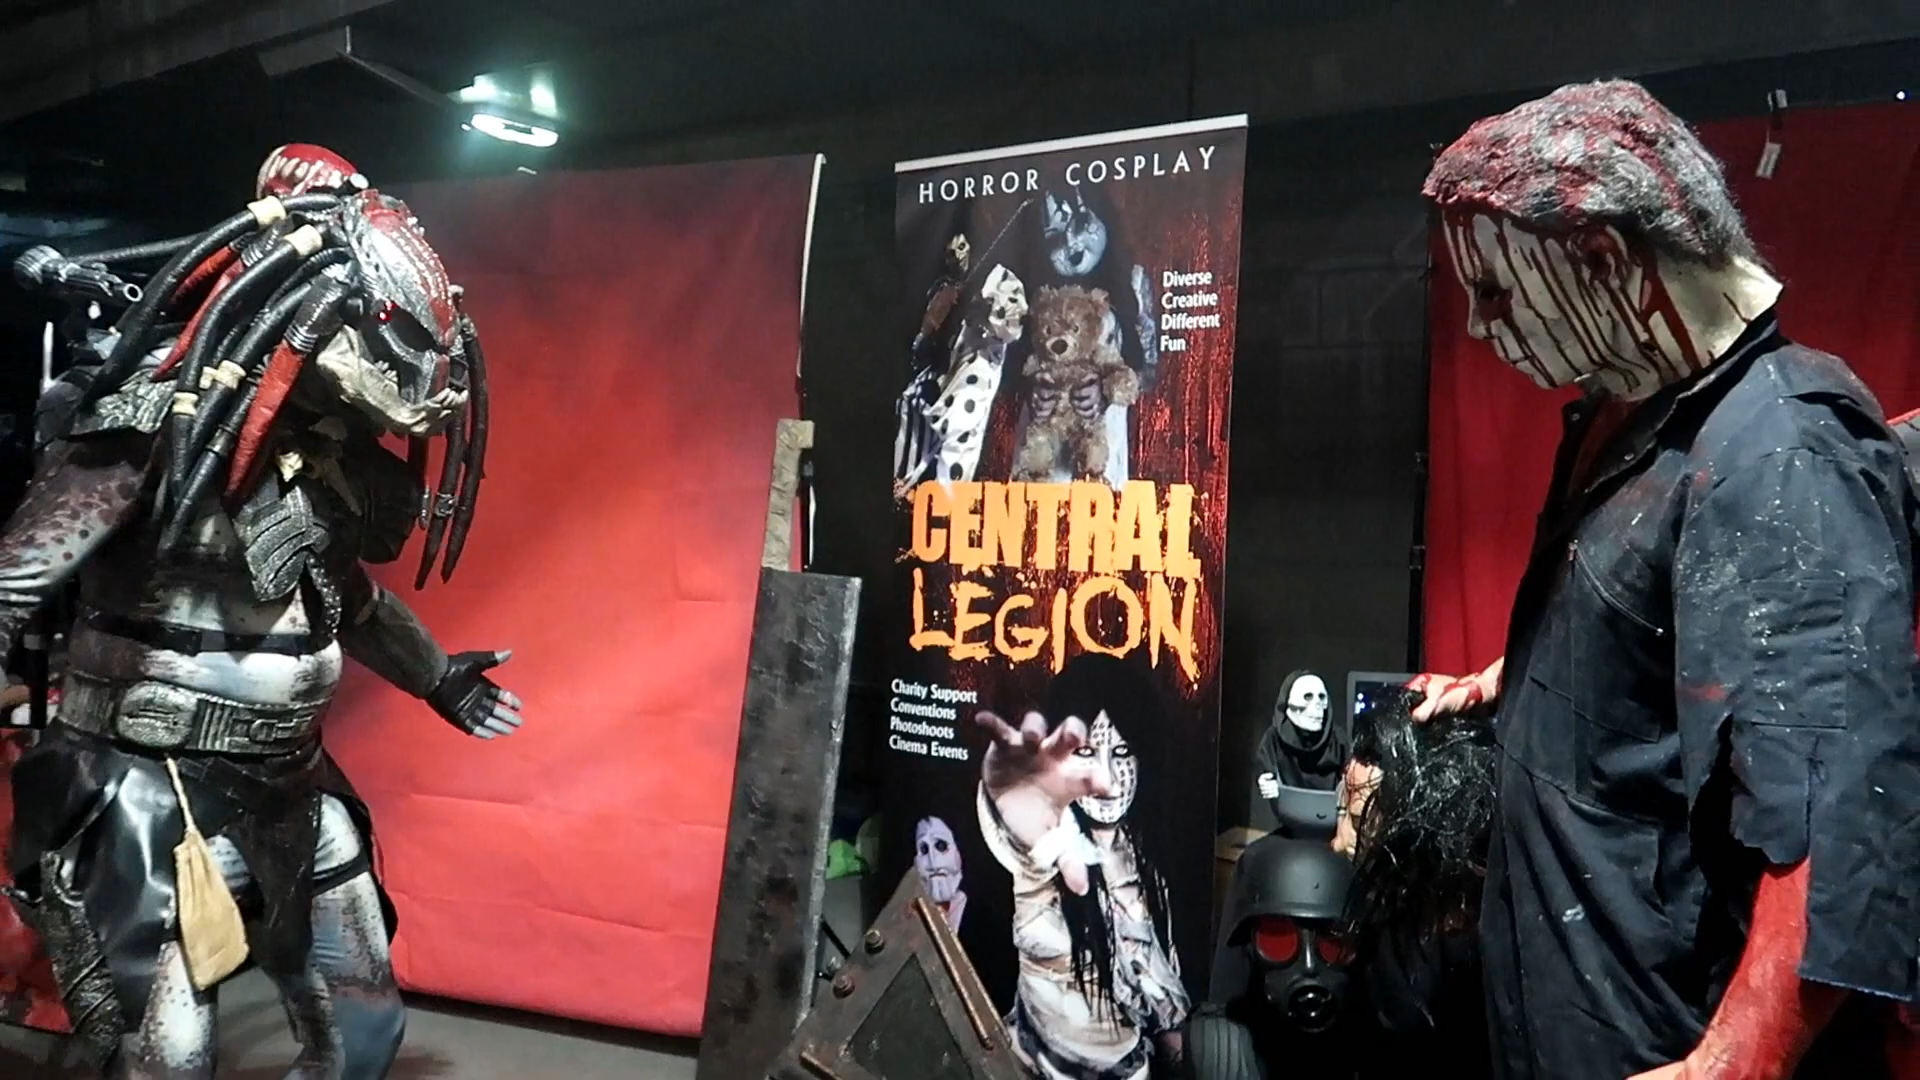 HORROR COSPLAY
Diverse
Creative
Different
Fun
CENTRAL
LEGION
Charity Support
Conventions
Photoshoots
Cinema Events